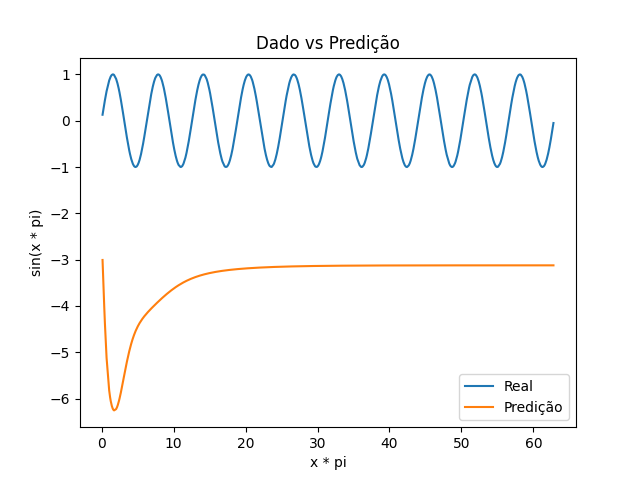 Dado vs Predição
1
0
−1
−2
−3
−4
−5
−6
sin(x * pi)
0 10 20 30 40 50 60
x * pi
Real
Predição